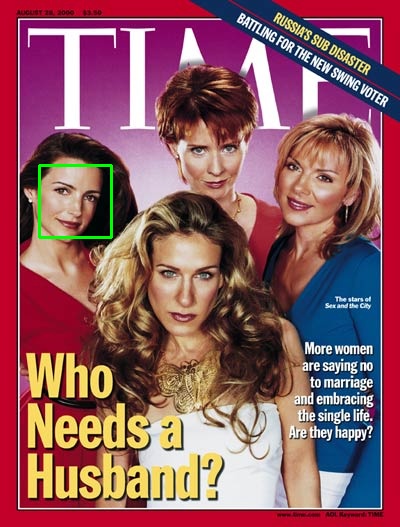 AUGUST 28, 2000 $3.50
TIME
RUSSIA'S SUB DISASTER
BATTLING FOR THE NEW SWING VOTER
The stars of
Sex and the City
Who
Needs a
Husband?
More women
are saying no
to marriage
and embracing
the single life.
Are they happy?
www.time.com AOL Keyword: TIME